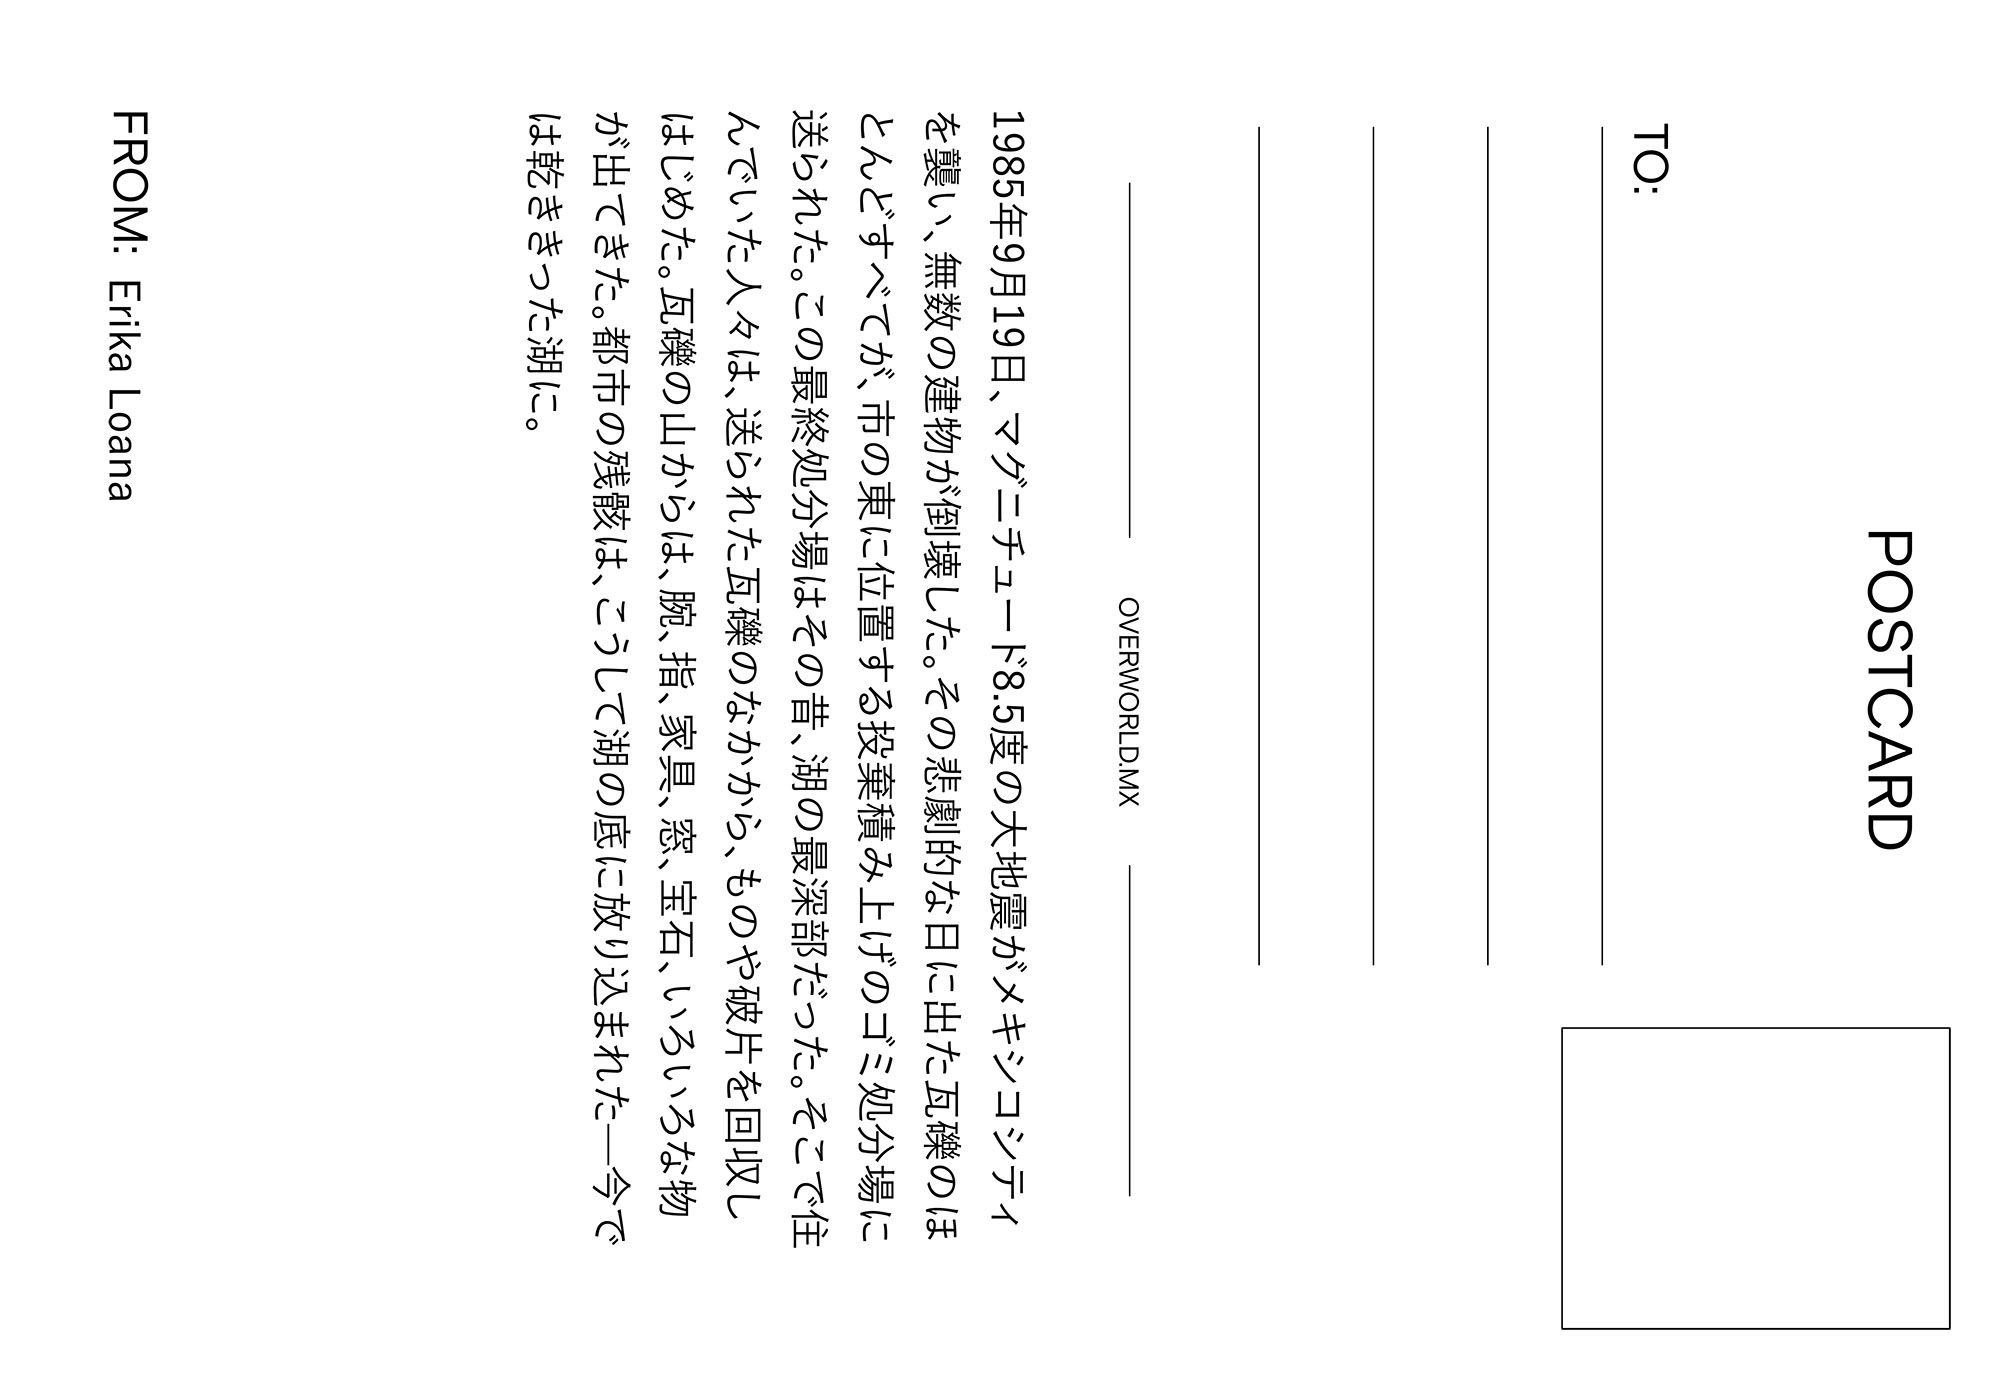 POSTCARD
TO:
OVERWORLD.MX
1985年9月19日、マグニチュード8.5度の大地震がメキシコシティ
を襲い、無数の建物が倒壊した。その悲劇的な日に出た瓦礫のほ
とんどすべてが、市の東に位置する投棄積み上げのゴミ処分場に
送られた。この最終処分場はその昔、湖の最深部だった。そこで住
んでいた人々は、送られた瓦礫のなかから、ものや破片を回収し
はじめた。瓦礫の山からは、腕、指、家具、窓、宝石、いろいろな物
が出てきた。都市の残骸は、こうして湖の底に放り込まれた—今で
は乾ききった湖に。
FROM: Erika Loana